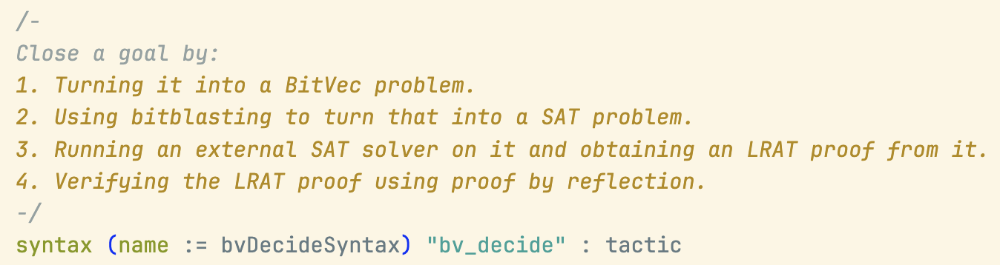 /-
Close a goal by:
1. Turning it into a BitVec problem.
2. Using bitblasting to turn that into a SAT problem.
3. Running an external SAT solver on it and obtaining an LRAT proof from it.
4. Verifying the LRAT proof using proof by reflection.
-/
syntax (name := bvDecideSyntax) "bv_decide" : tactic